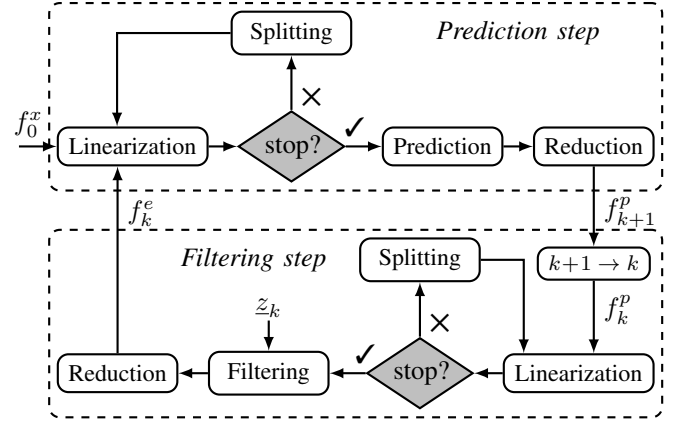 Splitting
Prediction step
×
f_0^x
Linearization
stop?
✓
Prediction
Reduction
f_k^e
f_{k+1}^p
Filtering step
Splitting
k+1 → k
z_k
f_k^p
×
✓
Reduction
Filtering
stop?
Linearization